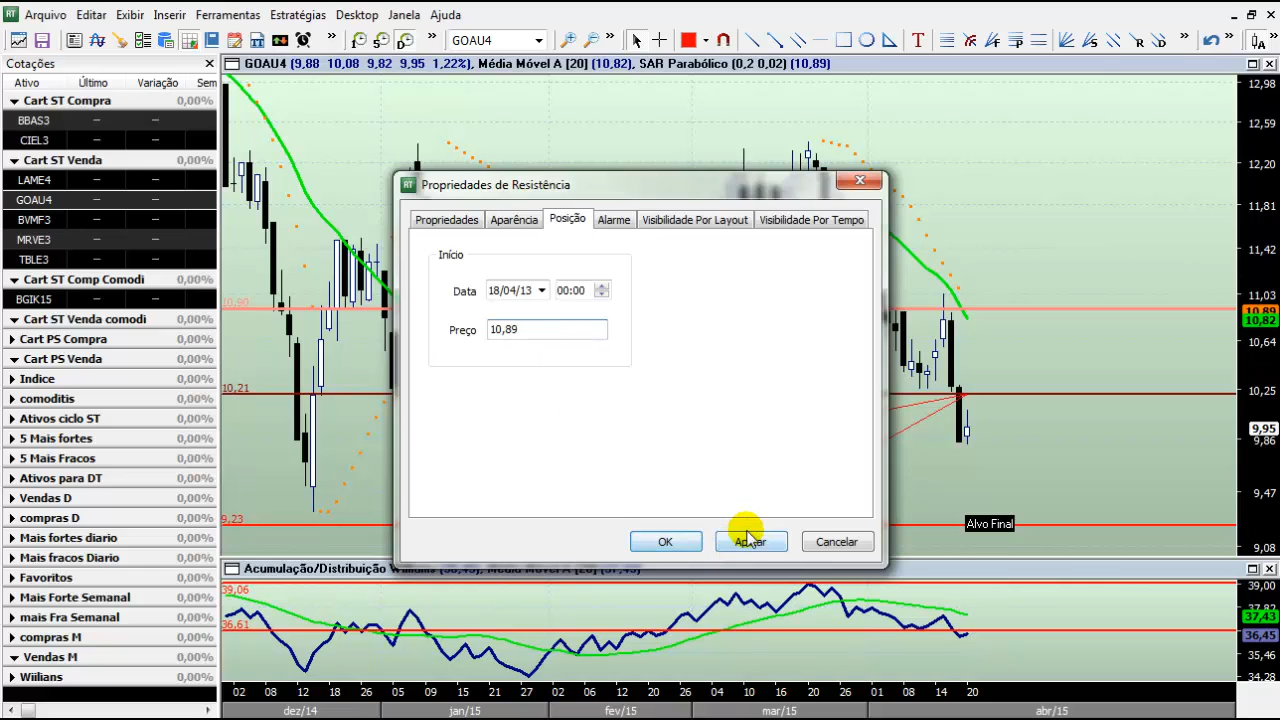 Arquivo Editar Exibir Inserir Ferramentas Estratégias Desktop Janela Ajuda
GOAU4
Cotações
Ativo Último Variação Sem
Cart ST Compra 0,00%
BBAS3 – –
CIEL3 – –
Cart ST Venda 0,00%
LAME4 – –
GOAU4 – –
BVMF3 – –
MRVE3 – –
TBLE3 – –
Cart ST Comp Comodi 0,00%
BGIK15 – –
Cart ST Venda comodi 0,00%
Cart PS Compra 0,00%
Cart PS Venda 0,00%
Indice 0,00%
comoditis 0,00%
Ativos ciclo ST 0,00%
5 Mais fortes 0,00%
5 Mais Fracos 0,00%
Ativos para DT 0,00%
Vendas D 0,00%
compras D 0,00%
Mais fortes diario 0,00%
Mais fracos Diario 0,00%
Favoritos 0,00%
Mais Forte Semanal 0,00%
mais Fra Semanal 0,00%
compras M 0,00%
Vendas M 0,00%
Wiilians 0,00%
GOAU4 (9,88 10,08 9,82 9,95 1,22%), Média Móvel A [20] (10,82), SAR Parabólico (0,2 0,02) (10,89)
12,98
12,59
12,20
11,81
11,42
11,03
10,89
10,82
10,64
10,25
9,95
9,86
9,47
9,08
10,90
10,21
9,23
Alvo Final
Propriedades de Resistência
Propriedades Aparência Posição Alarme Visibilidade Por Layout Visibilidade Por Tempo
Início
Data 18/04/13 00:00
Preço 10,89
OK Cancelar
Acumulação/Distribuição
39,06
36,61
39,00
37,82
37,43
36,45
35,46
34,28
02 08 12 18 26 05 09 15 21 27 02 06 12 20 26 04 10 16 20 26 01 08 14 20
dez/14 jan/15 fev/15 mar/15 abr/15